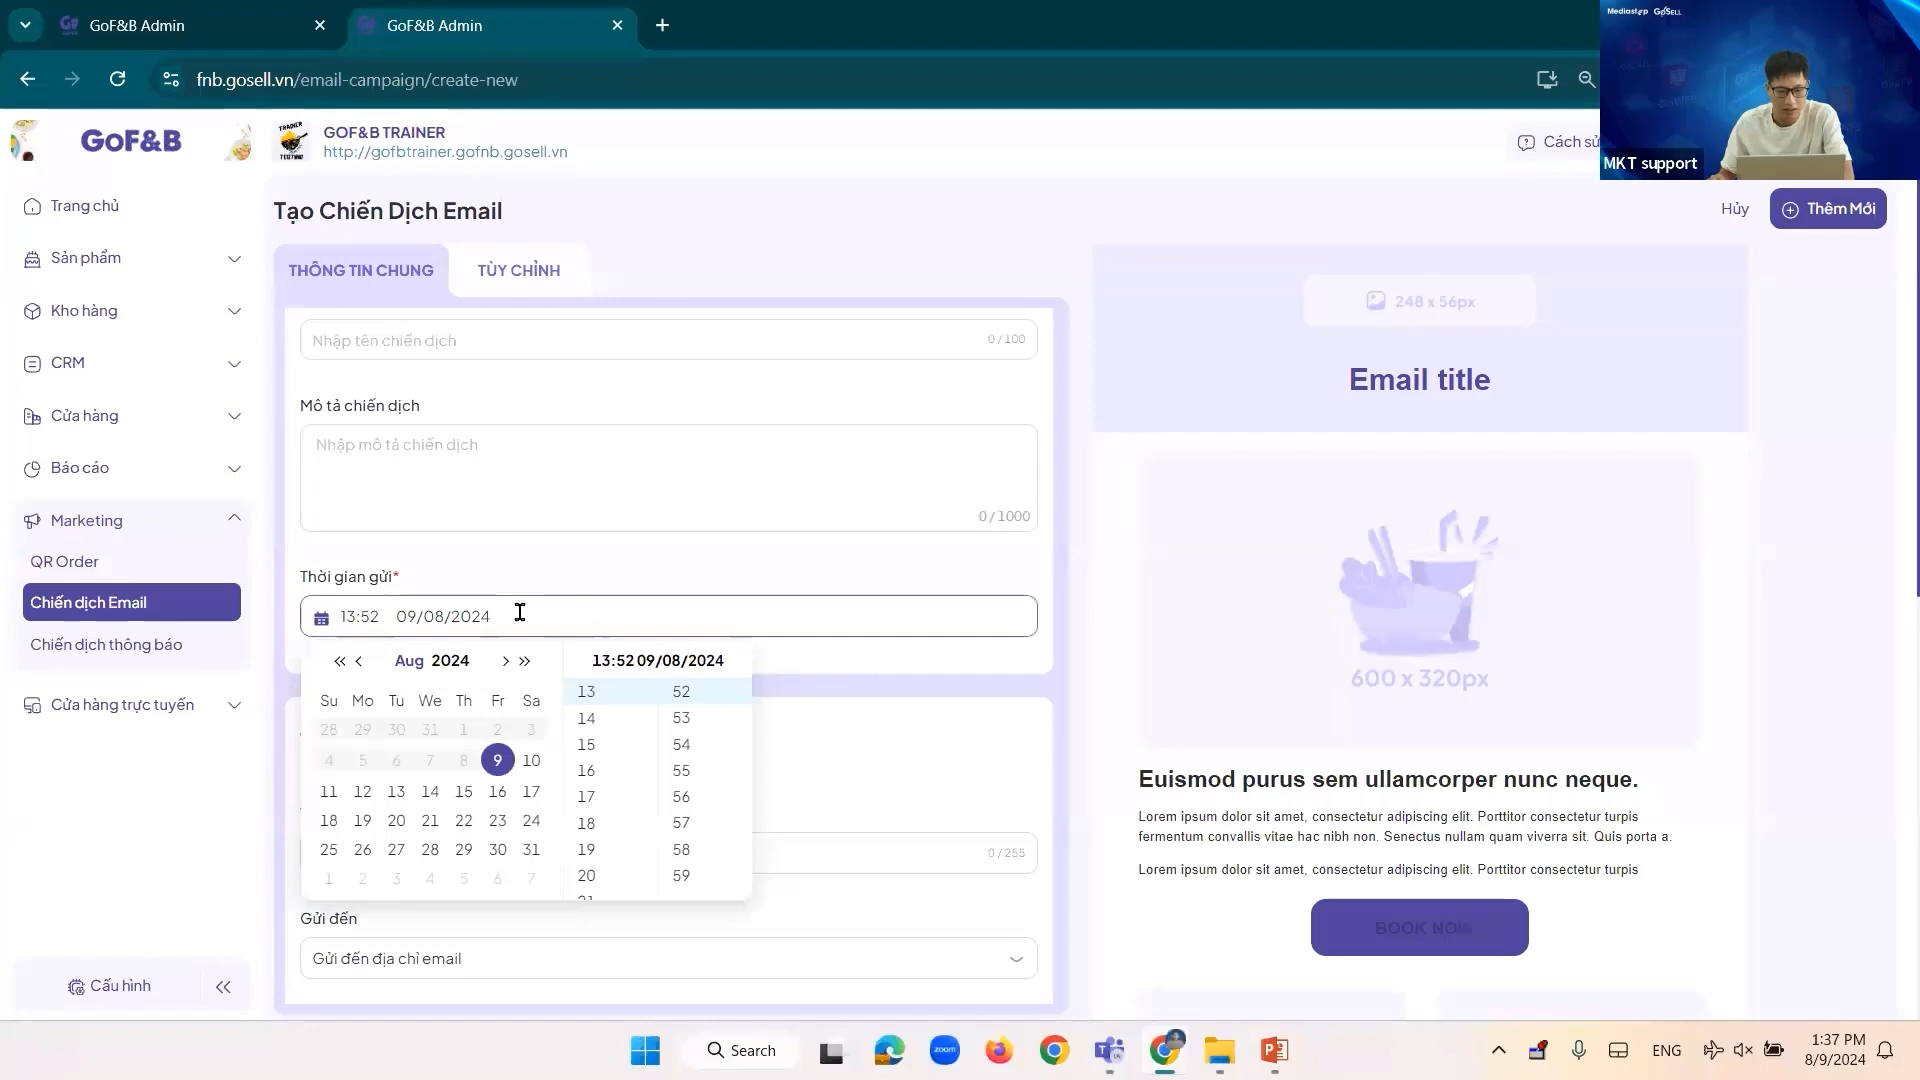 GoF&B Admin
GoF&B Admin
fnb.gosell.vn/email-campaign/create-new
Mediastep GoSELL
MKT support
GoF&B
TRAINER
GOF&B TRAINER
http://gofbtrainer.gofnb.gosell.vn
Cách sử
Trang chủ
Sản phẩm
Kho hàng
CRM
Cửa hàng
Báo cáo
Marketing
QR Order
Chiến dịch Email
Chiến dịch thông báo
Cửa hàng trực tuyến
Cấu hình
Tạo Chiến Dịch Email
Hủy
Thêm Mới
THÔNG TIN CHUNG
TÙY CHỈNH
Nhập tên chiến dịch
0 / 100
Mô tả chiến dịch
Nhập mô tả chiến dịch
0 / 1000
Thời gian gửi*
13:52 09/08/2024
Aug 2024
13:52 09/08/2024
Su Mo Tu We Th Fr Sa
28 29 30 31 1 2 3
4 5 6 7 8 9 10
11 12 13 14 15 16 17
18 19 20 21 22 23 24
25 26 27 28 29 30 31
1 2 3 4 5 6 7
13 52
14 53
15 54
16 55
17 56
18 57
19 58
20 59
21
0 / 255
Gửi đến
Gửi đến địa chỉ email
248 x 56px
Email title
600 x 320px
Euismod purus sem ullamcorper nunc neque.
Lorem ipsum dolor sit amet, consectetur adipiscing elit. Porttitor consectetur turpis
fermentum convallis vitae hac nibh non. Senectus nullam quam viverra sit. Quis porta a.
Lorem ipsum dolor sit amet, consectetur adipiscing elit. Porttitor consectetur turpis
BOOK NOW
Search
zoom
ENG
1:37 PM
8/9/2024